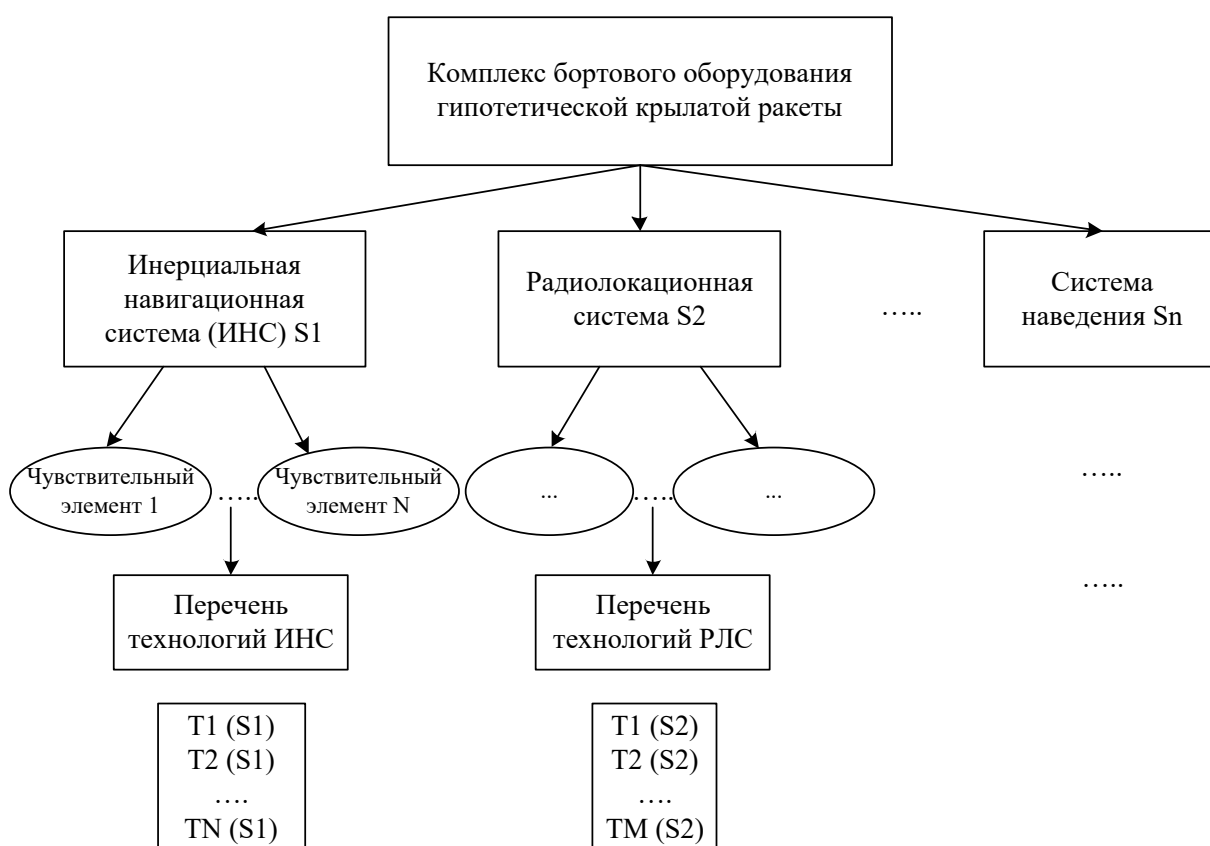 Комплекс бортового оборудования
гипотетической крылатой ракеты
Инерциальная
навигационная
система (ИНС) S1
Радиолокационная
система S2
…..
Система
наведения Sn
Чувствительный
элемент 1
…..
Чувствительный
элемент N
...
…..
...
…..
Перечень
технологий ИНС
Перечень
технологий РЛС
…..
T1 (S1)
T2 (S1)
….
TN (S1)
T1 (S2)
T2 (S2)
….
TM (S2)